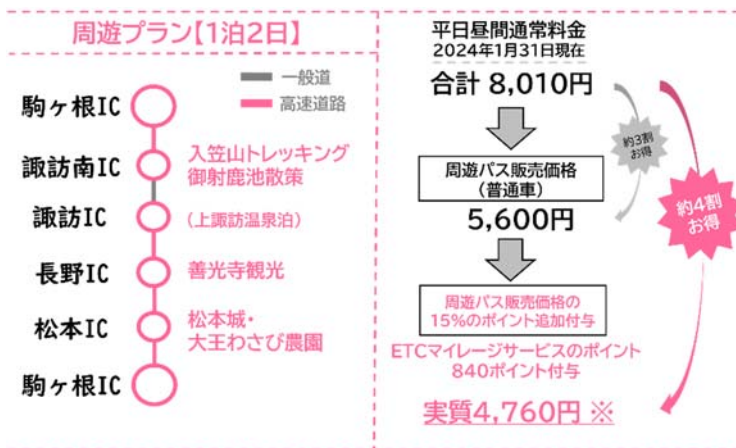 周遊プラン【1泊2日】
一般道
高速道路
駒ヶ根IC
諏訪南IC
入笠山トレッキング
御射鹿池散策
諏訪IC
(上諏訪温泉泊)
長野IC
善光寺観光
松本IC
松本城・
大王わさび農園
駒ヶ根IC
平日昼間通常料金
2024年1月31日現在
合計 8,010円
約3割
お得
周遊パス販売価格
(普通車)
5,600円
約4割
お得
周遊パス販売価格の
15%のポイント追加付与
ETCマイレージサービスのポイント
840ポイント付与
実質4,760円 ※